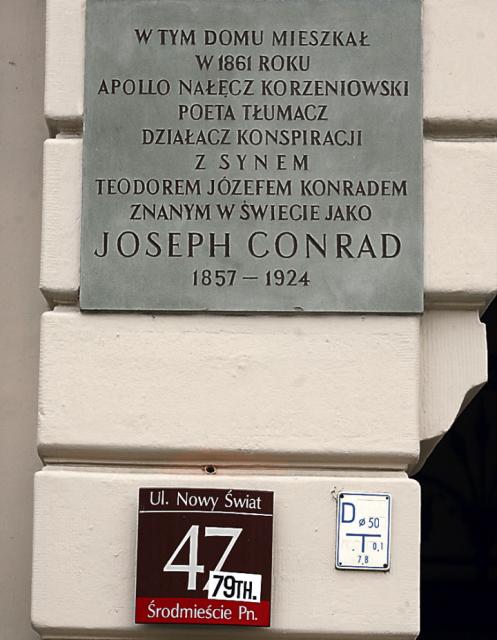 W TYM DOMU MIESZKAŁ
W 1861 ROKU
APOLLO NAŁĘCZ KORZENIOWSKI
POETA TŁUMACZ
DZIAŁACZ KONSPIRACJI
Z SYNEM
TEODOREM JÓZEFEM KONRADEM
ZNANYM W ŚWIECIE JAKO
JOSEPH CONRAD
1857 – 1924
Ul. Nowy Świat
47
79TH.
Śródmieście Pn.
D ø 50
T 0,1
7,8